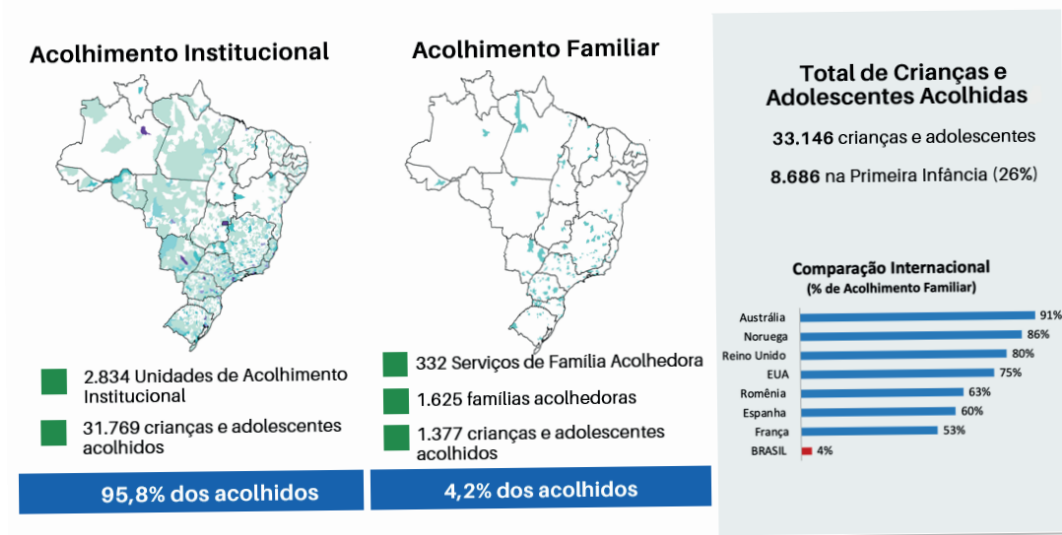 Acolhimento Institucional
2.834 Unidades de Acolhimento
Institucional
31.769 crianças e adolescentes
acolhidos
95,8% dos acolhidos
Acolhimento Familiar
332 Serviços de Família Acolhedora
1.625 famílias acolhedoras
1.377 crianças e adolescentes
acolhidos
4,2% dos acolhidos
Total de Crianças e
Adolescentes Acolhidas
33.146 crianças e adolescentes
8.686 na Primeira Infância (26%)
Comparação Internacional
(% de Acolhimento Familiar)
Austrália 91%
Noruega 86%
Reino Unido 80%
EUA 75%
Romênia 63%
Espanha 60%
França 53%
BRASIL 4%